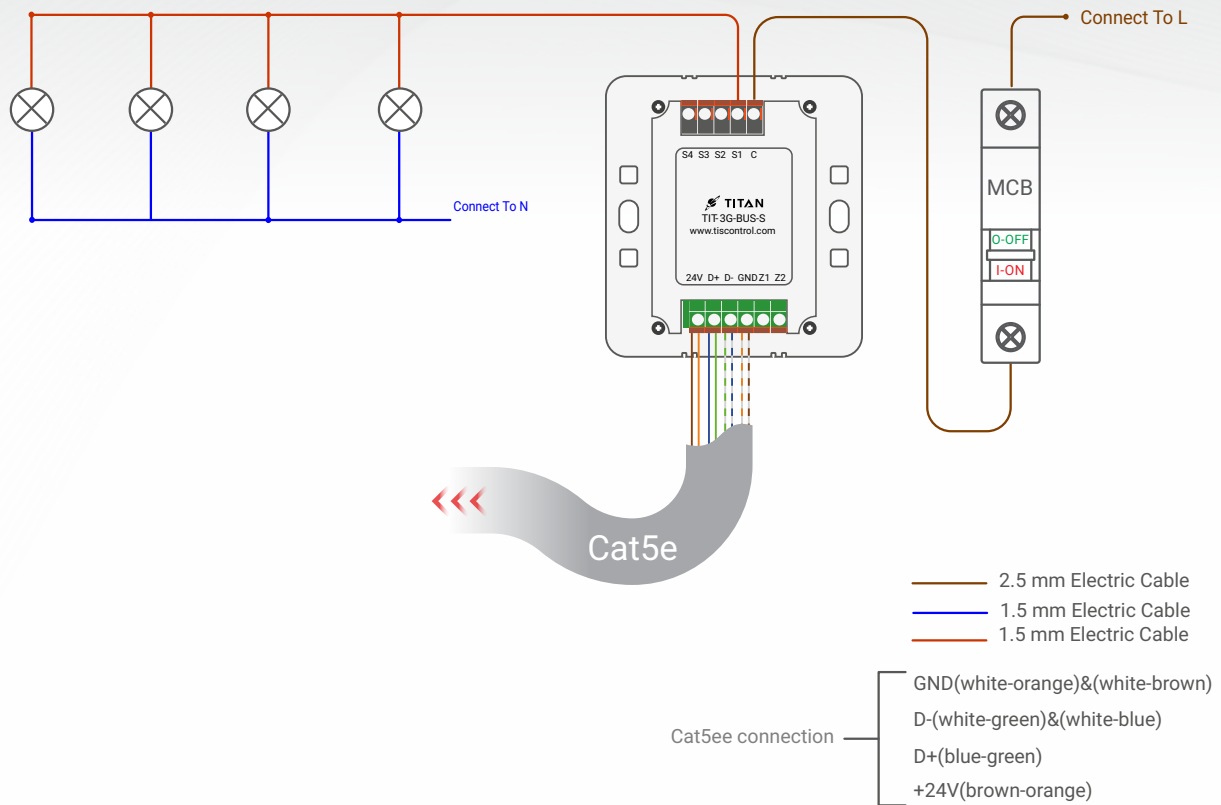 Connect To L
Connect To N
S4 S3 S2 S1 C
TITAN
TIT-3G-BUS-S
www.tiscontrol.com
24V D+ D- GND Z1 Z2
MCB
O-OFF
I-ON
Cat5e
2.5 mm Electric Cable
1.5 mm Electric Cable
1.5 mm Electric Cable
Cat5ee connection
GND(white-orange)&(white-brown)
D-(white-green)&(white-blue)
D+(blue-green)
+24V(brown-orange)